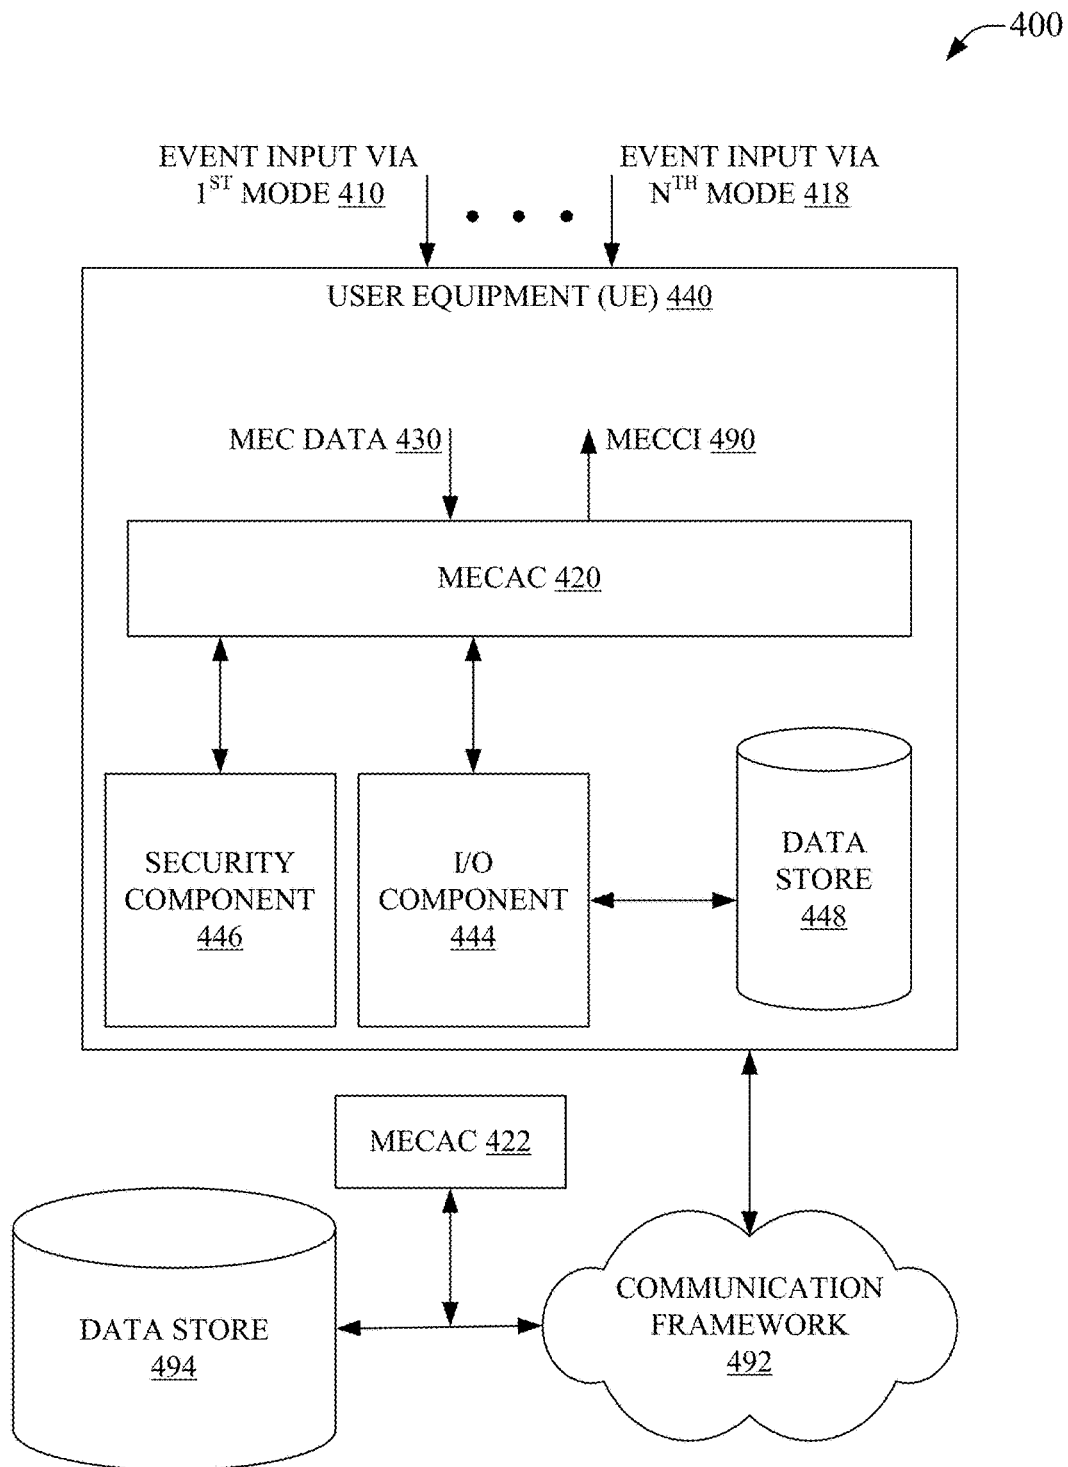 400
EVENT INPUT VIA
1ST MODE 410
EVENT INPUT VIA
NTH MODE 418
USER EQUIPMENT (UE) 440
MEC DATA 430
MECCI 490
MECAC 420
SECURITY
COMPONENT
446
I/O
COMPONENT
444
DATA
STORE
448
MECAC 422
DATA STORE
494
COMMUNICATION
FRAMEWORK
492